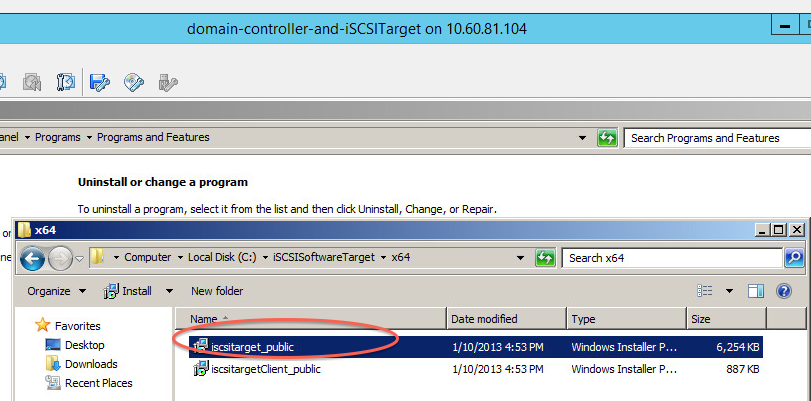 domain-controller-and-iSCSITarget on 10.60.81.104
anel Programs Programs and Features Search Programs and Features
Uninstall or change a program
To uninstall a program, select it from the list and then click Uninstall, Change, or Repair.
x64
or
ne
Computer Local Disk (C:) iSCSISoftwareTarget x64 Search x64
Organize Install New folder
Name Date modified Type Size
Favorites
Desktop
Downloads
Recent Places
iscsitarget_public 1/10/2013 4:53 PM Windows Installer P... 6,254 KB
iscsitargetClient_public 1/10/2013 4:53 PM Windows Installer P... 887 KB